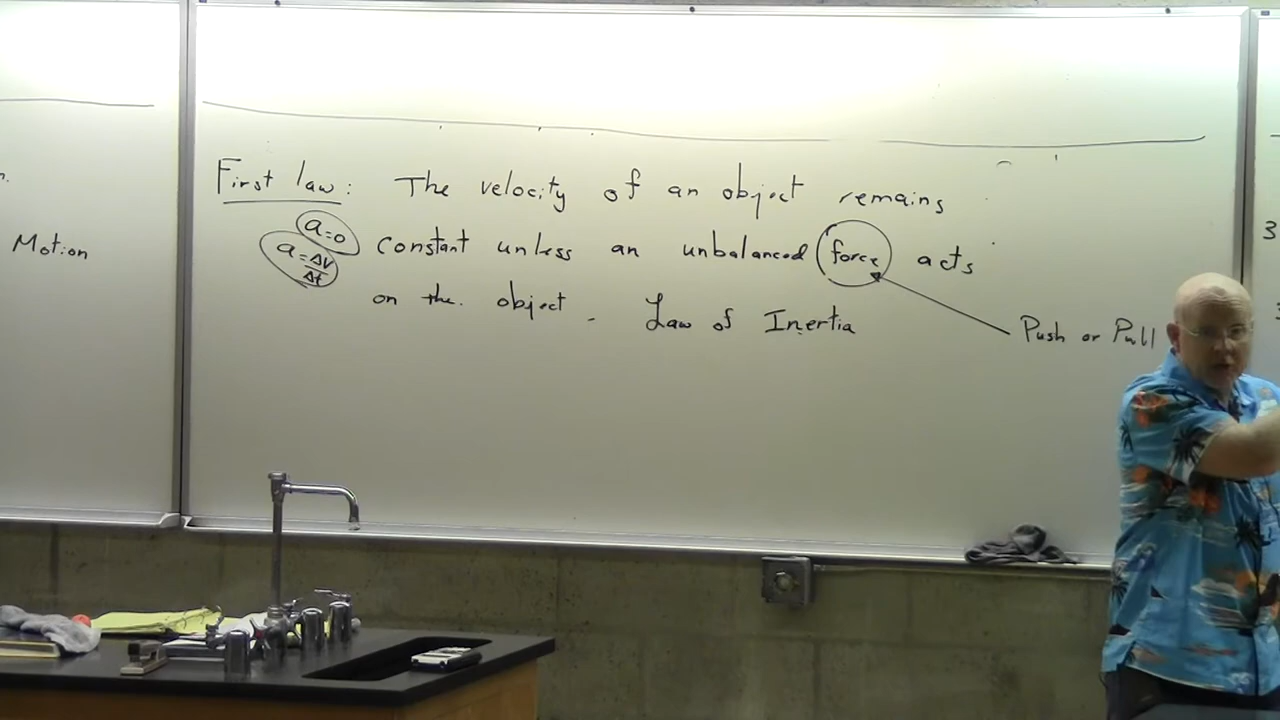 n.
Motion
First law: The velocity of an object remains
a=0 constant unless an unbalanced force acts
a = Δv/Δt
on the object. Law of Inertia
Push or Pull
3